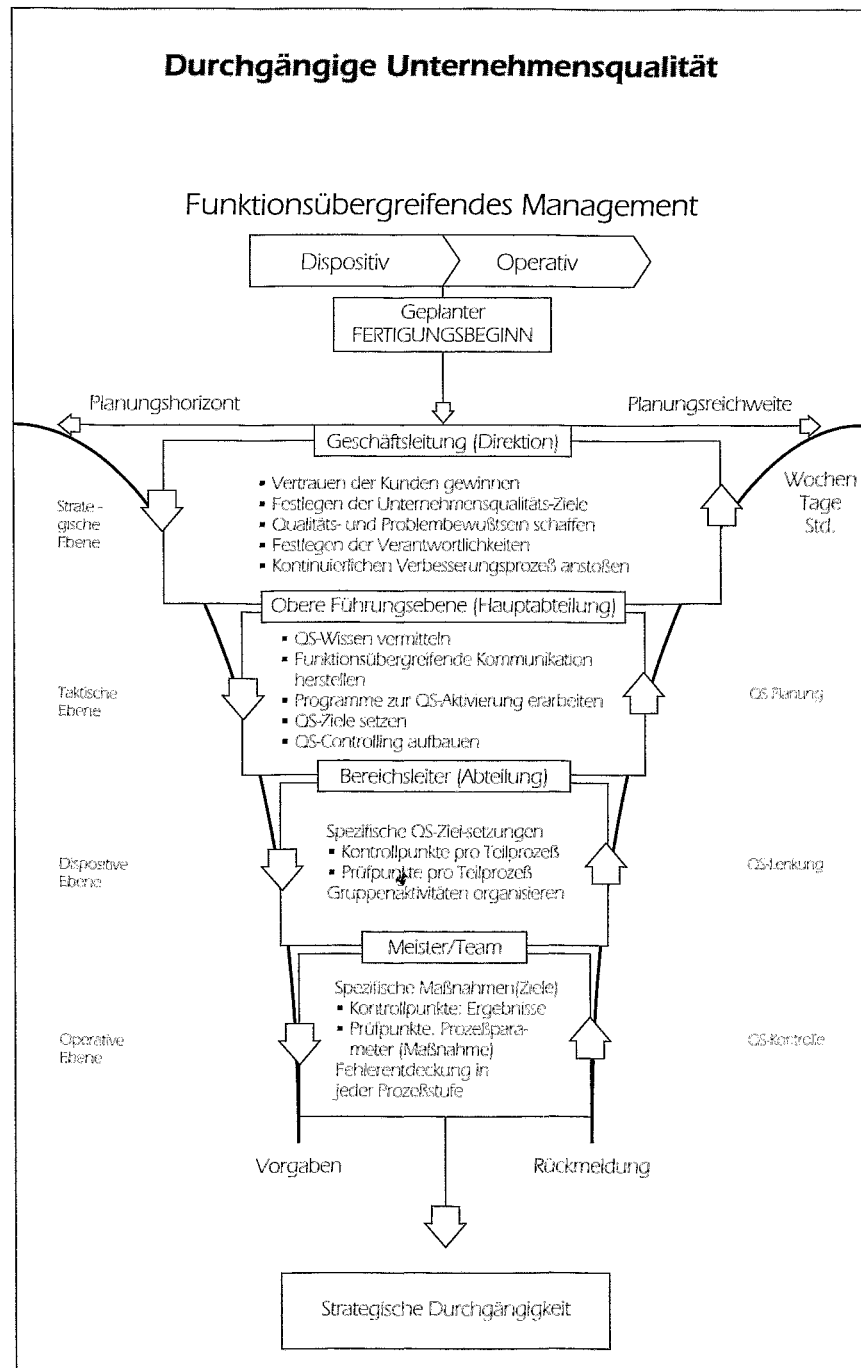 Durchgängige Unternehmensqualität
Funktionsübergreifendes Management
Dispositiv
Operativ
Geplanter
FERTIGUNGSBEGINN
Planungshorizont
Planungsreichweite
Geschäftsleitung (Direktion)
Strate-
gische
Ebene
▪ Vertrauen der Kunden gewinnen
▪ Festlegen der Unternehmensqualitäts-Ziele
▪ Qualitäts- und Problembewußtsein schaffen
▪ Festlegen der Verantwortlichkeiten
▪ Kontinuierlichen Verbesserungsprozeß anstoßen
Wochen
Tage
Std.
Obere Führungsebene (Hauptabteilung)
Taktische
Ebene
▪ QS-Wissen vermitteln
▪ Funktionsübergreifende Kommunikation
herstellen
▪ Programme zur QS-Aktivierung erarbeiten
▪ QS-Ziele setzen
▪ QS-Controlling aufbauen
QS-Planung
Bereichsleiter (Abteilung)
Dispositive
Ebene
Spezifische QS-Ziel-setzungen
▪ Kontrollpunkte pro Teilprozeß
▪ Prüfpunkte pro Teilprozeß
Gruppenaktivitäten organisieren
QS-Lenkung
Meister/Team
Operative
Ebene
Spezifische Maßnahmen(Ziele)
▪ Kontrollpunkte: Ergebnisse
▪ Prüfpunkte. Prozeßpara-
meter (Maßnahme)
Fehlerentdeckung in
jeder Prozeßstufe
QS-Kontrolle
Vorgaben
Rückmeldung
Strategische Durchgängigkeit